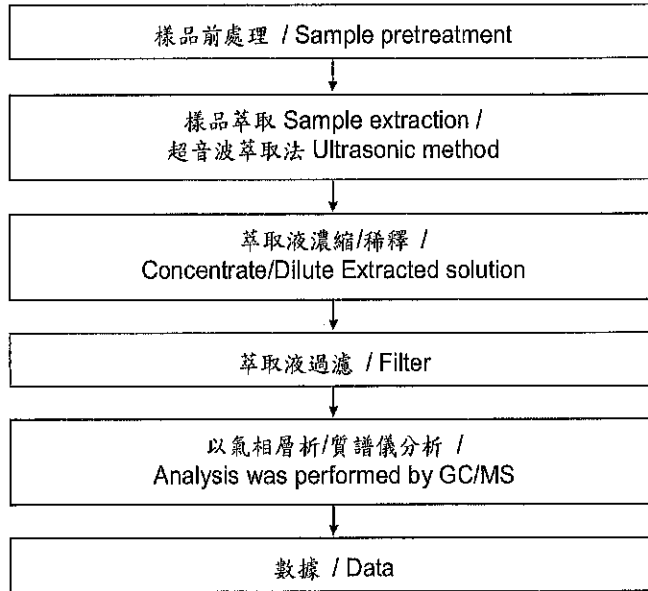 樣品前處理 / Sample pretreatment
樣品萃取 Sample extraction /
超音波萃取法 Ultrasonic method
萃取液濃縮/稀釋 /
Concentrate/Dilute Extracted solution
萃取液過濾 / Filter
以氣相層析/質譜儀分析 /
Analysis was performed by GC/MS
數據 / Data